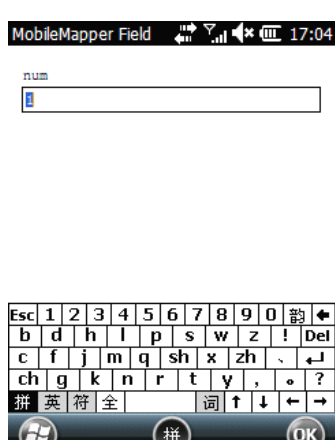 MobileMapper Field 17:04
num
1
Esc 1 2 3 4 5 6 7 8 9 0 韵 ←
b d h l p s w z ! Del
c f j m q sh x zh 、 ↵
ch g k n r t y , 。 ?
拼 英 符 全 词 ↑ ↓ ← →
拼 OK